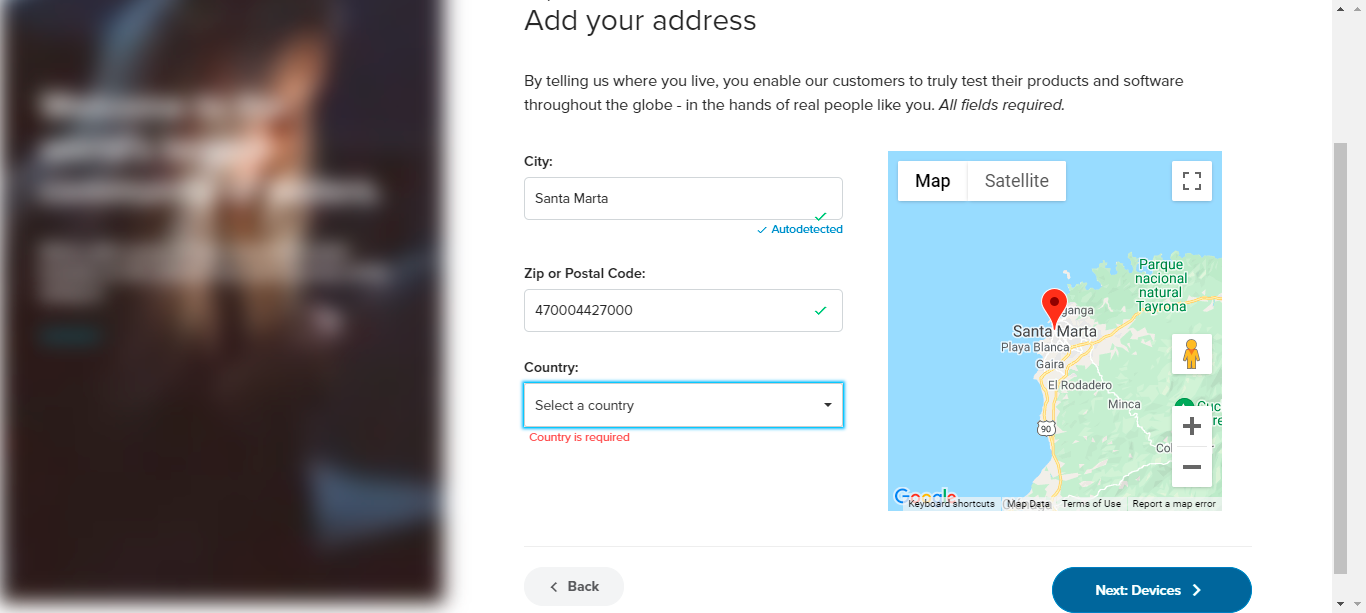 Add your address
By telling us where you live, you enable our customers to truly test their products and software
throughout the globe - in the hands of real people like you. All fields required.
City:
Santa Marta
Autodetected
Zip or Postal Code:
470004427000
Country:
Select a country
Country is required
Map Satellite
Parque
nacional
natural
Tayrona
ganga
Santa Marta
Playa Blanca
Gaira
El Rodadero
Minca
90
Google
Keyboard shortcuts Map Data Terms of Use Report a map error
Back
Next: Devices